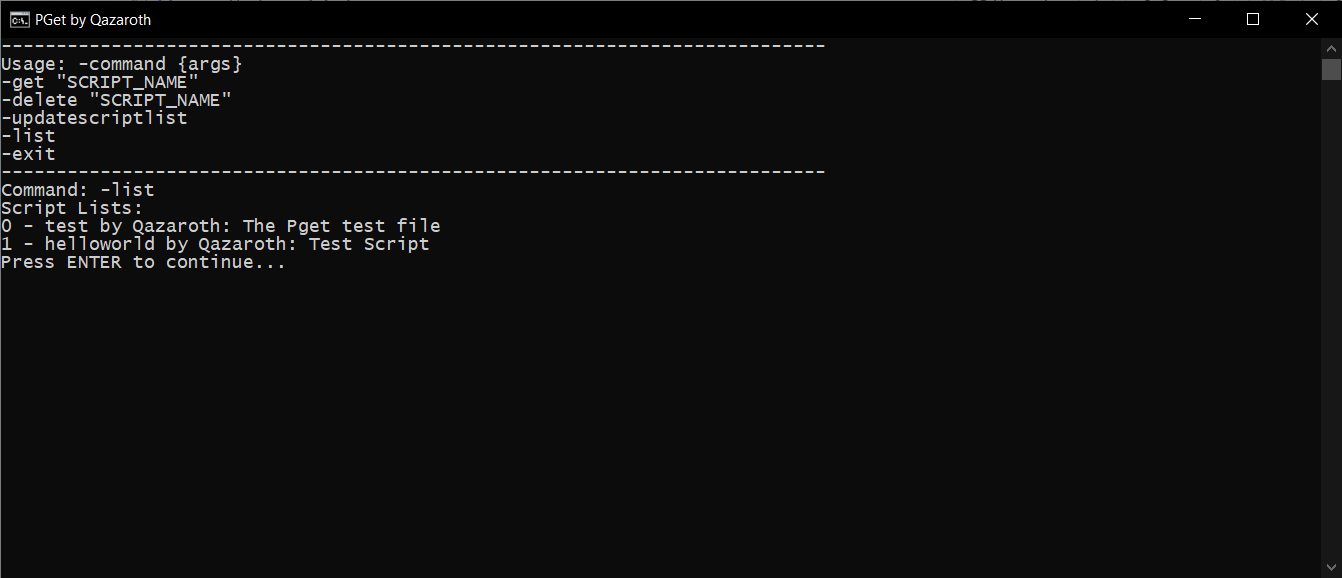 PGet by Qazaroth
---------------------------------------------------------------------------
Usage: -command {args}
-get "SCRIPT_NAME"
-delete "SCRIPT_NAME"
-updatescriptlist
-list
-exit
---------------------------------------------------------------------------
Command: -list
Script Lists:
0 - test by Qazaroth: The Pget test file
1 - helloworld by Qazaroth: Test Script
Press ENTER to continue...